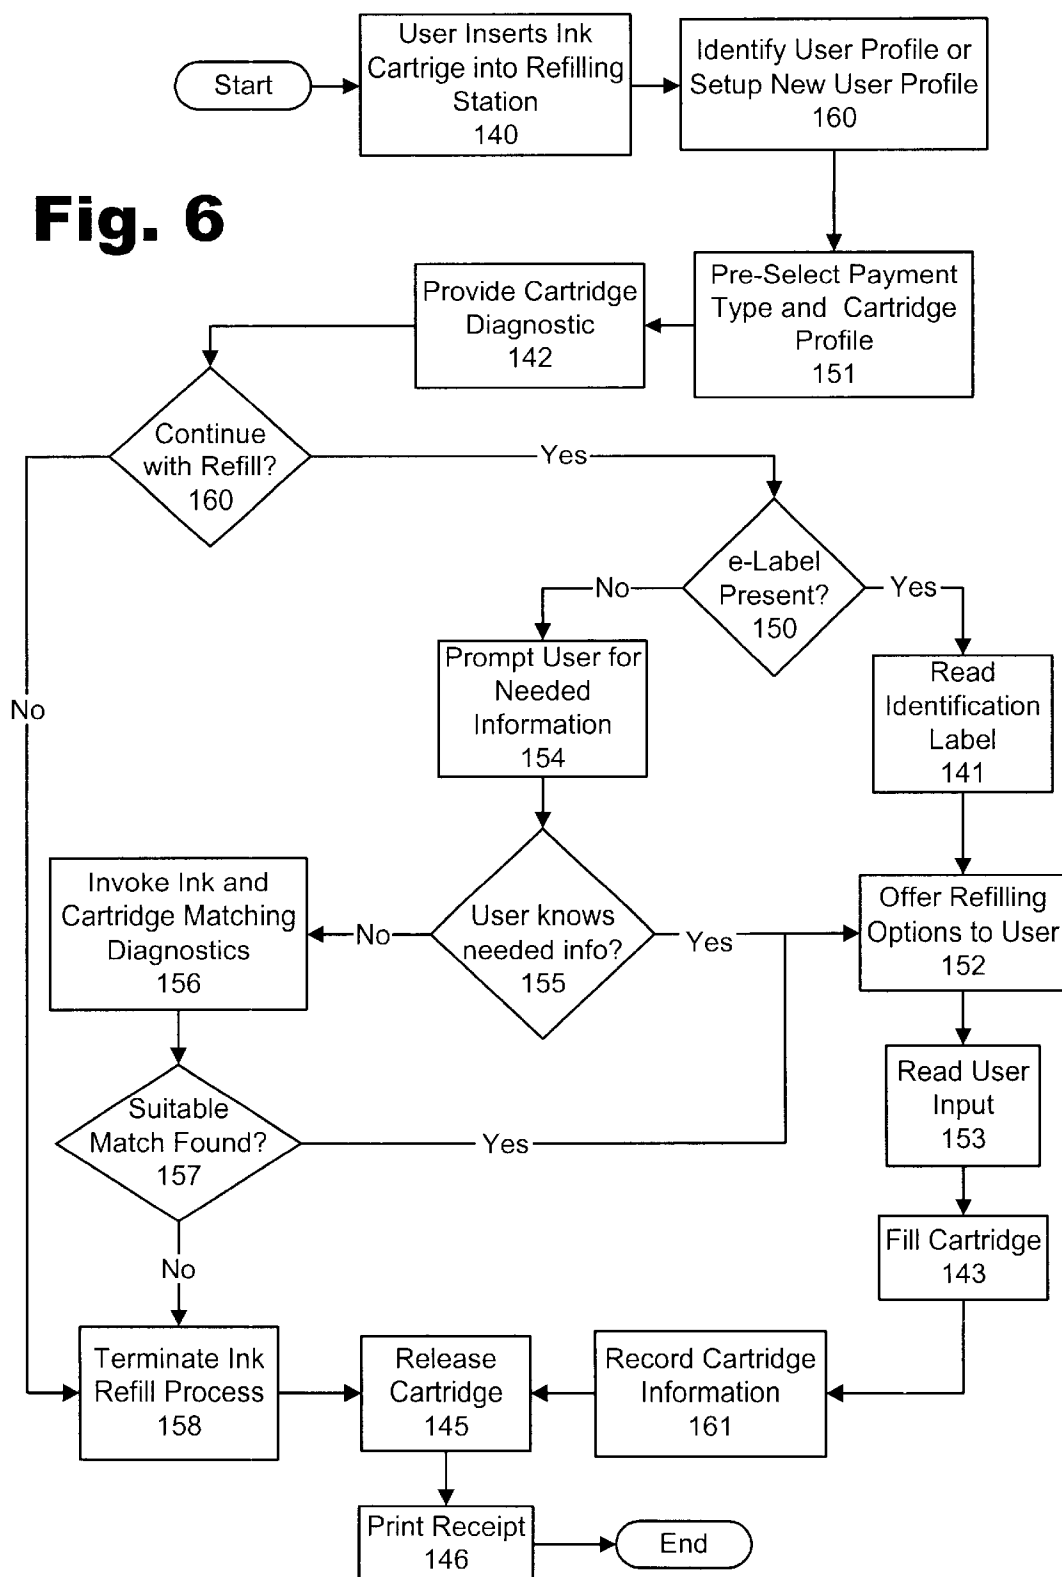 Start
User Inserts Ink
Cartrige into Refilling
Station
140
Identify User Profile or
Setup New User Profile
160
Fig. 6
Pre-Select Payment
Type and Cartridge
Profile
151
Provide Cartridge
Diagnostic
142
Continue
with Refill?
160
Yes
No
e-Label
Present?
150
No
Yes
Prompt User for
Needed
Information
154
Read
Identification
Label
141
User knows
needed info?
155
No
Yes
Invoke Ink and
Cartridge Matching
Diagnostics
156
Offer Refilling
Options to User
152
Suitable
Match Found?
157
Yes
No
Read User
Input
153
Fill Cartridge
143
Terminate Ink
Refill Process
158
Release
Cartridge
145
Record Cartridge
Information
161
Print Receipt
146
End